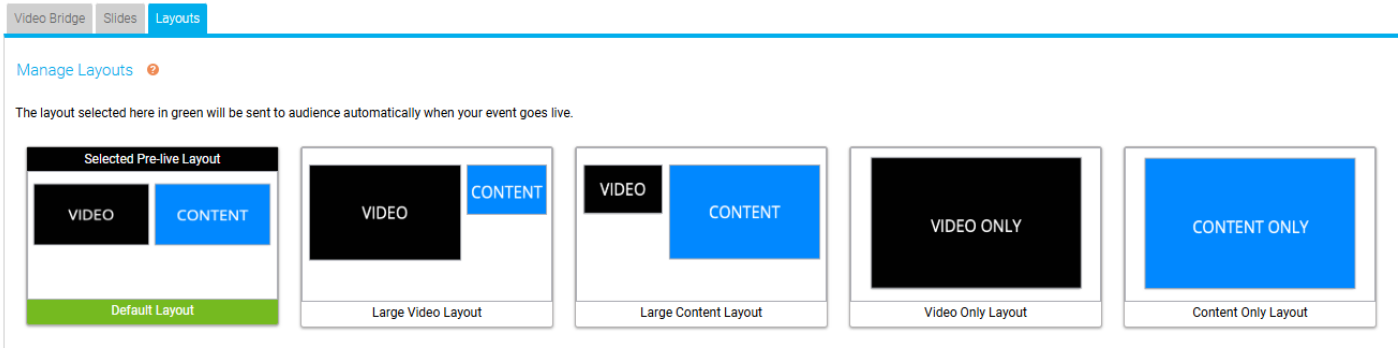 Video Bridge Slides Layouts
Manage Layouts ?
The layout selected here in green will be sent to audience automatically when your event goes live.
Selected Pre-live Layout
VIDEO CONTENT
Default Layout
VIDEO CONTENT
Large Video Layout
VIDEO CONTENT
Large Content Layout
VIDEO ONLY
Video Only Layout
CONTENT ONLY
Content Only Layout